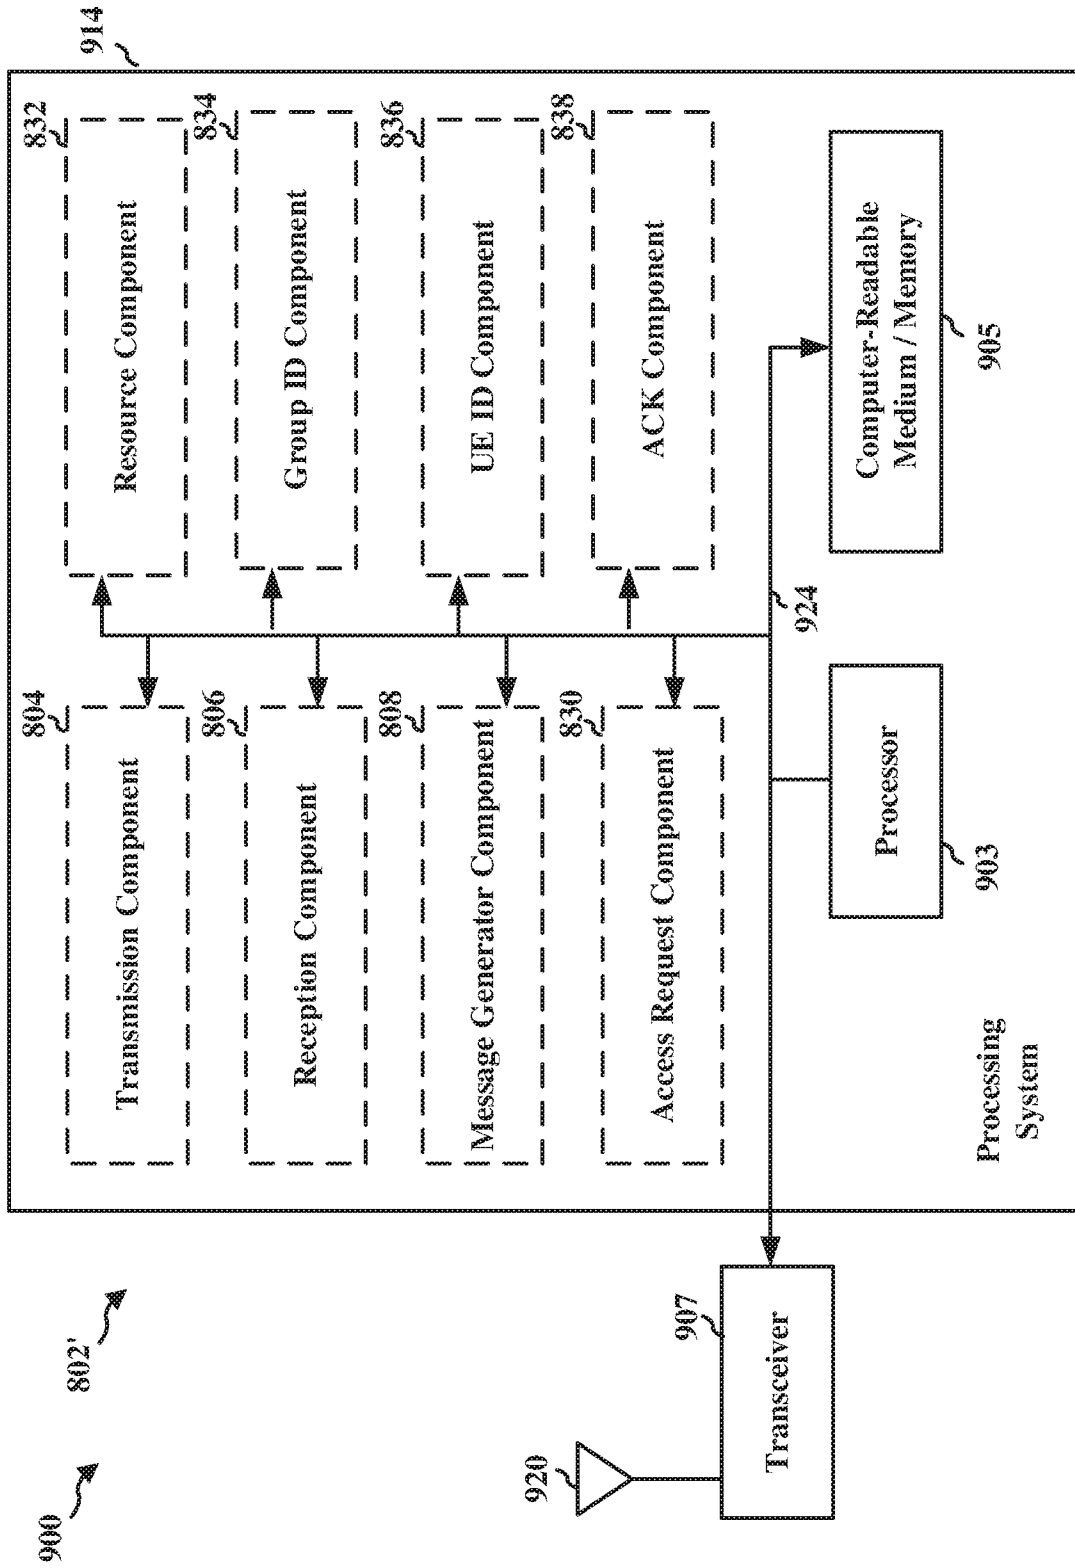 900
802'
914
804
Transmission Component
832
Resource Component
806
Reception Component
834
Group ID Component
808
Message Generator Component
836
UE ID Component
830
Access Request Component
838
ACK Component
924
920
907
Transceiver
Processor
903
Computer-Readable
Medium / Memory
905
Processing
System